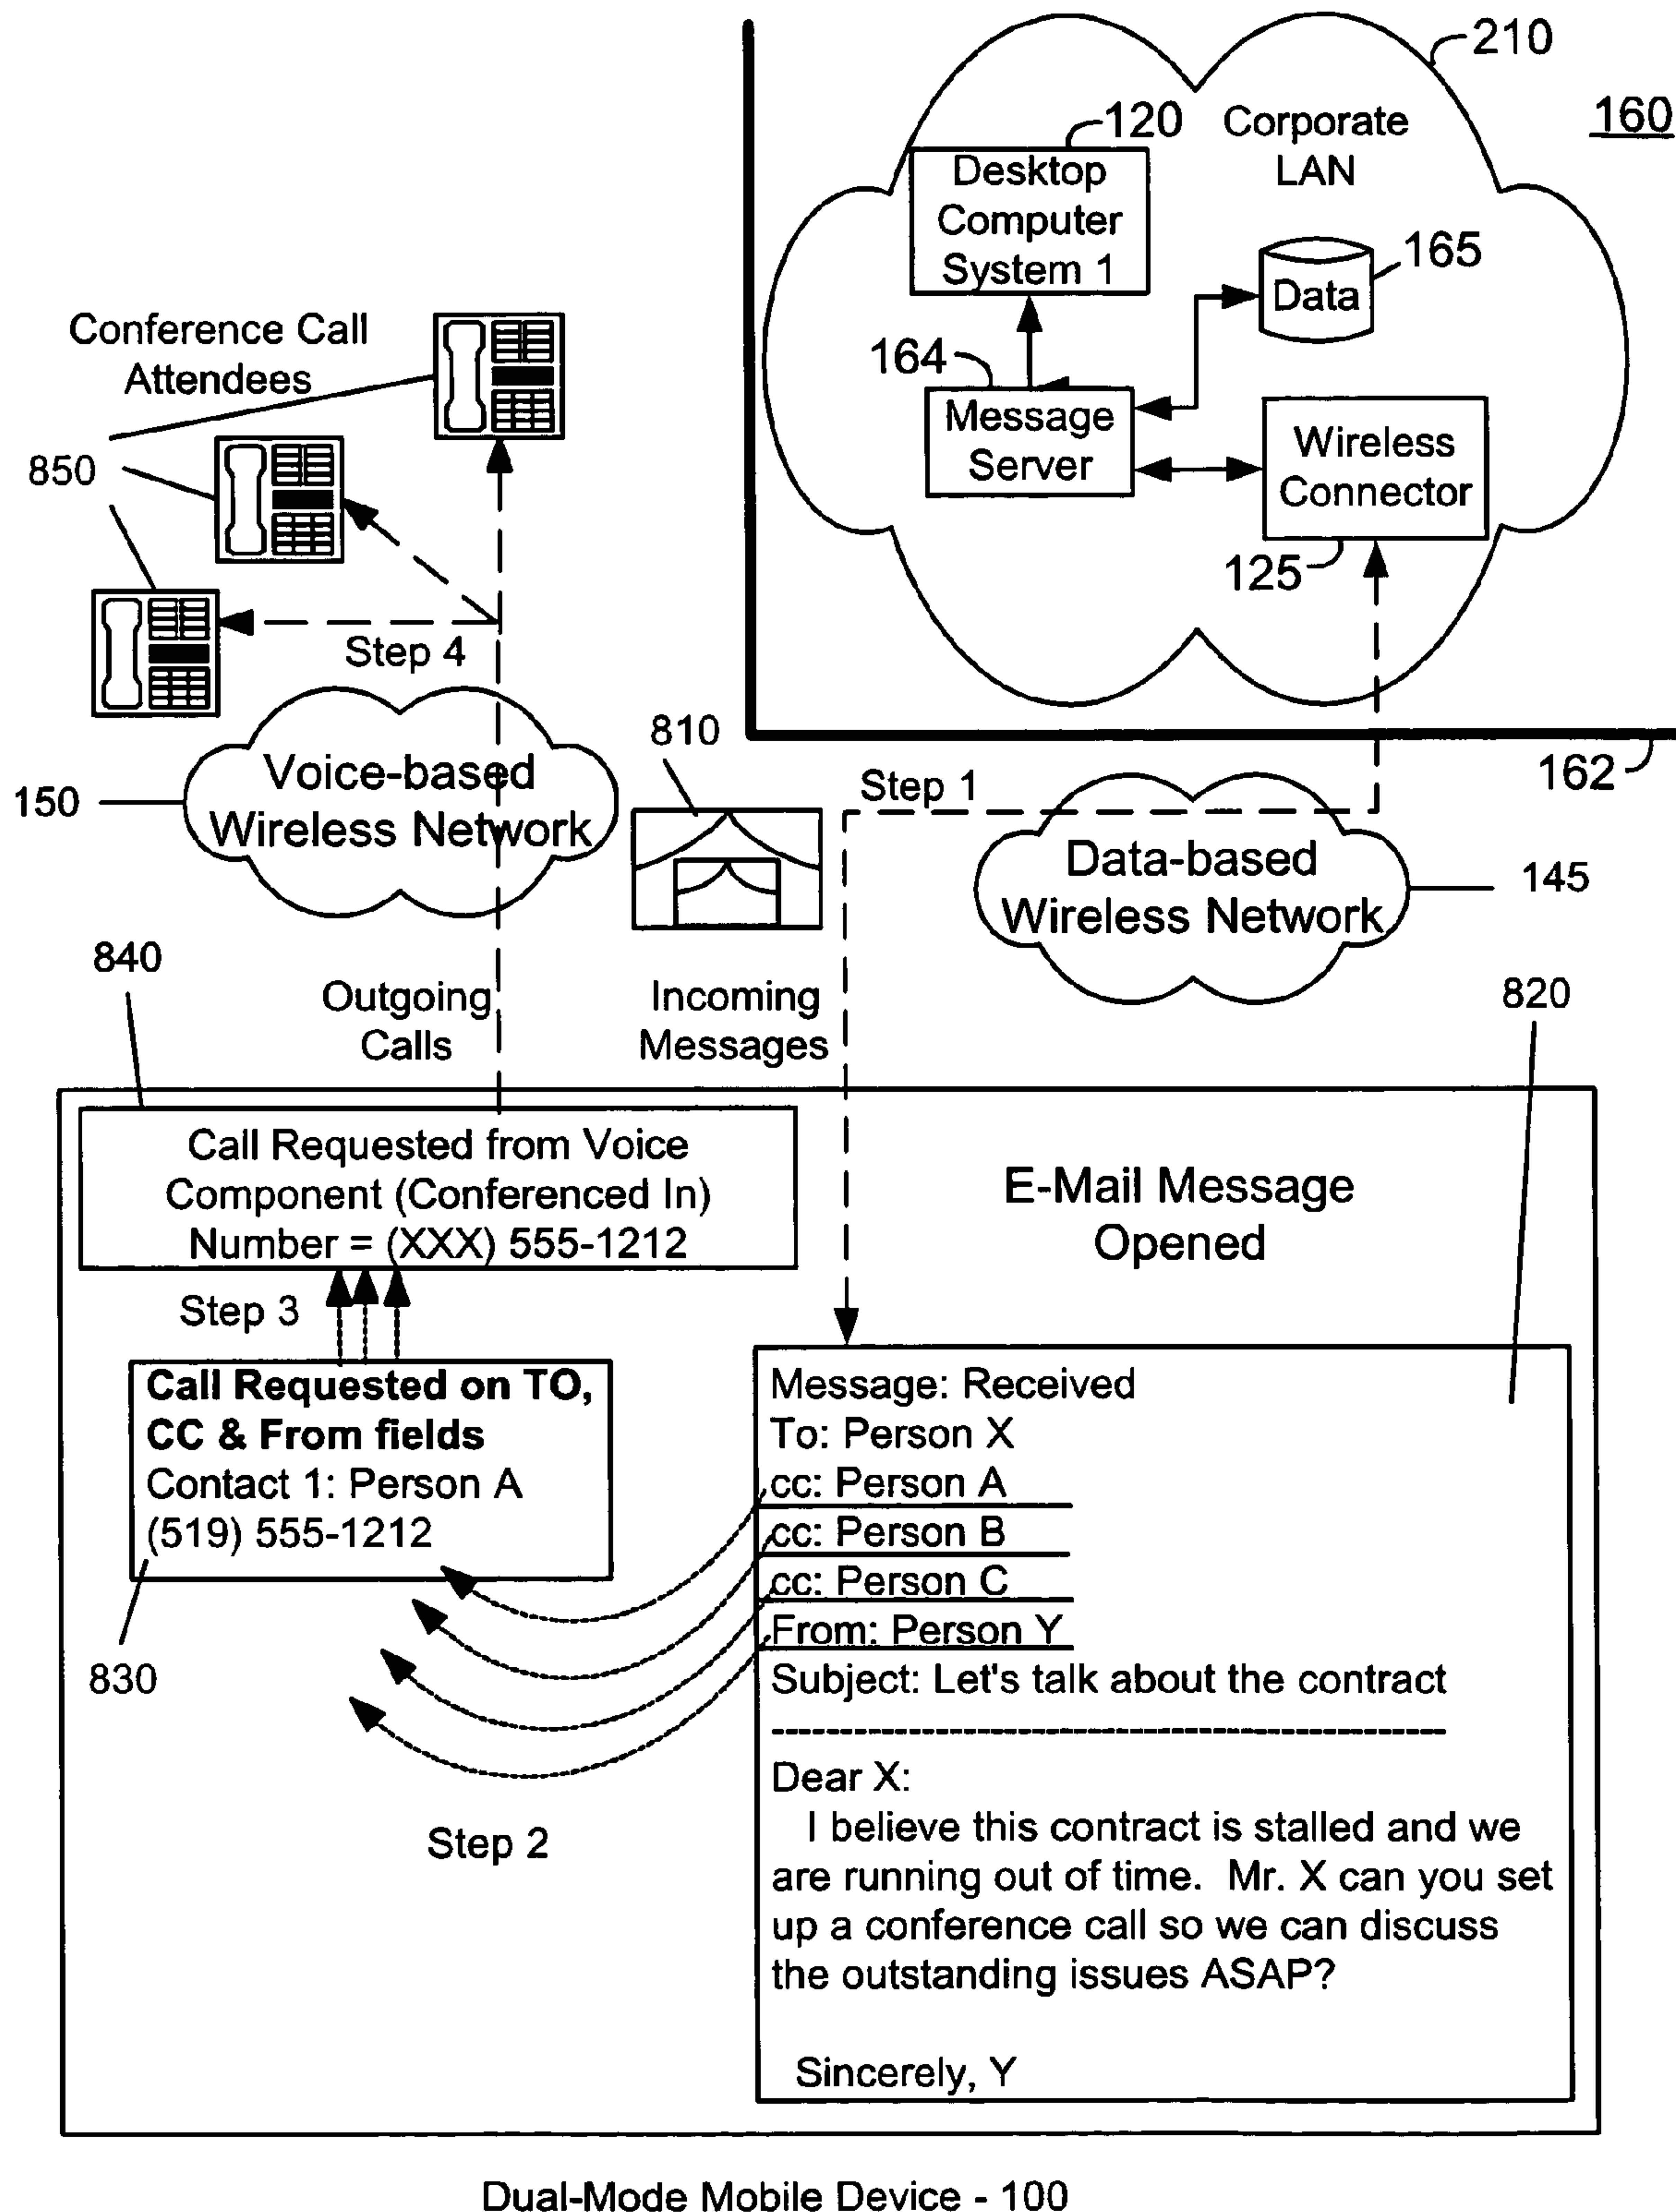 210
160
120
Corporate
LAN
Desktop
Computer
System 1
165
Data
164
Message
Server
Wireless
Connector
125
162
Conference Call
Attendees
850
Step 4
810
Voice-based
Wireless Network
150
Step 1
Data-based
Wireless Network
145
840
Outgoing
Calls
Incoming
Messages
820
Call Requested from Voice
Component (Conferenced In)
Number = (XXX) 555-1212
E-Mail Message
Opened
Step 3
Call Requested on TO,
CC & From fields
Contact 1: Person A
(519) 555-1212
830
Step 2
Message: Received
To: Person X
cc: Person A
cc: Person B
cc: Person C
From: Person Y
Subject: Let's talk about the contract
Dear X:
I believe this contract is stalled and we
are running out of time. Mr. X can you set
up a conference call so we can discuss
the outstanding issues ASAP?
Sincerely, Y
Dual-Mode Mobile Device - 100